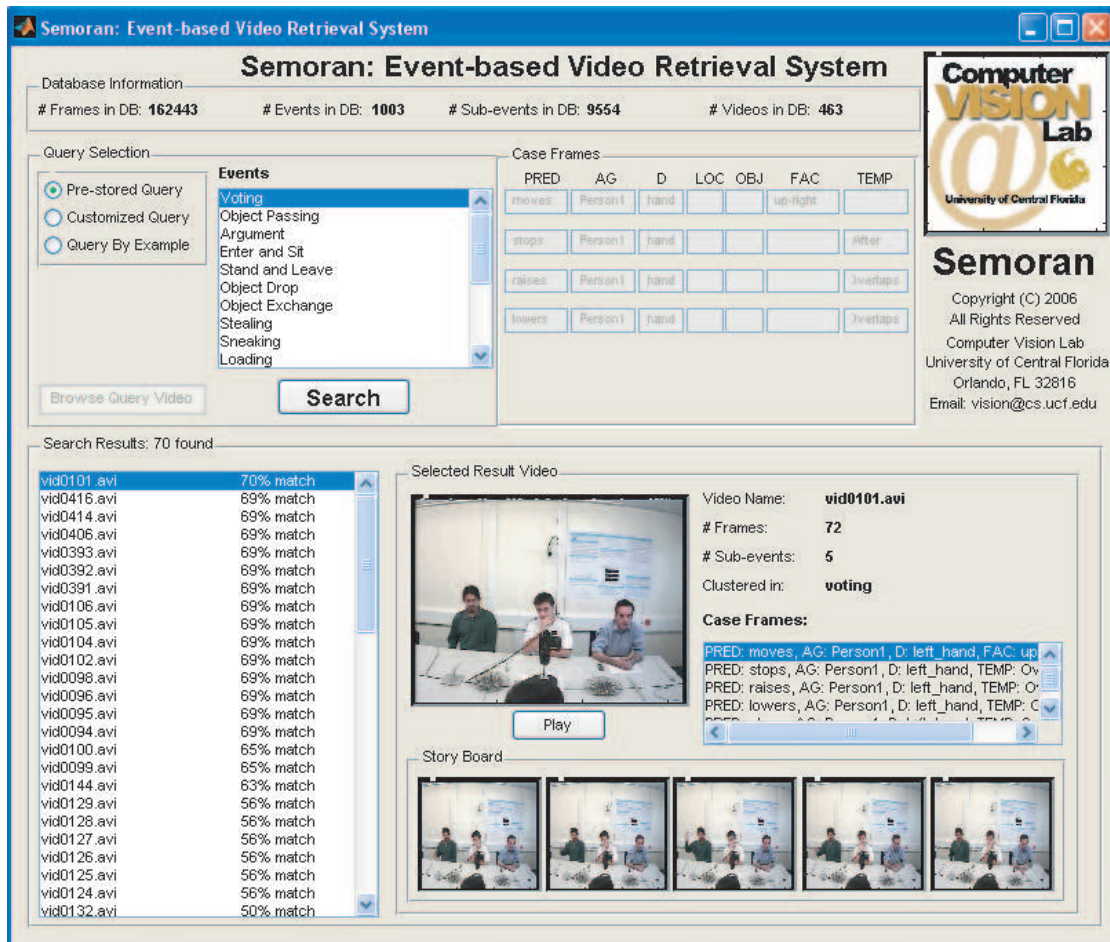 Semoran: Event-based Video Retrieval System
Semoran: Event-based Video Retrieval System
Database Information
# Frames in DB: 162443 # Events in DB: 1003 # Sub-events in DB: 9554 # Videos in DB: 463
Computer
VISION
@ Lab
University of Central Florida
Query Selection
Pre-stored Query
Customized Query
Query By Example
Events
Voting
Object Passing
Argument
Enter and Sit
Stand and Leave
Object Drop
Object Exchange
Stealing
Sneaking
Loading
Browse Query Video
Search
Case Frames
PRED AG D LOC OBJ FAC TEMP
moves Person1 hand up-right
stops Person1 hand After
raises Person1 hand Overlaps
lowers Person1 hand Overlaps
Semoran
Copyright (C) 2006
All Rights Reserved
Computer Vision Lab
University of Central Florida
Orlando, FL 32816
Email: vision@cs.ucf.edu
Search Results: 70 found
vid0101.avi 70% match
vid0416.avi 69% match
vid0414.avi 69% match
vid0406.avi 69% match
vid0393.avi 69% match
vid0392.avi 69% match
vid0391.avi 69% match
vid0106.avi 69% match
vid0105.avi 69% match
vid0104.avi 69% match
vid0102.avi 69% match
vid0098.avi 69% match
vid0096.avi 69% match
vid0095.avi 69% match
vid0094.avi 69% match
vid0100.avi 65% match
vid0099.avi 65% match
vid0144.avi 63% match
vid0129.avi 56% match
vid0128.avi 56% match
vid0127.avi 56% match
vid0126.avi 56% match
vid0125.avi 56% match
vid0124.avi 56% match
vid0132.avi 50% match
Selected Result Video
Play
Video Name: vid0101.avi
# Frames: 72
# Sub-events: 5
Clustered in: voting
Case Frames:
PRED: moves, AG: Person1, D: left_hand, FAC: up
PRED: stops, AG: Person1, D: left_hand, TEMP: Ov
PRED: raises, AG: Person1, D: left_hand, TEMP: O
PRED: lowers, AG: Person1, D: left_hand, TEMP: C
Story Board